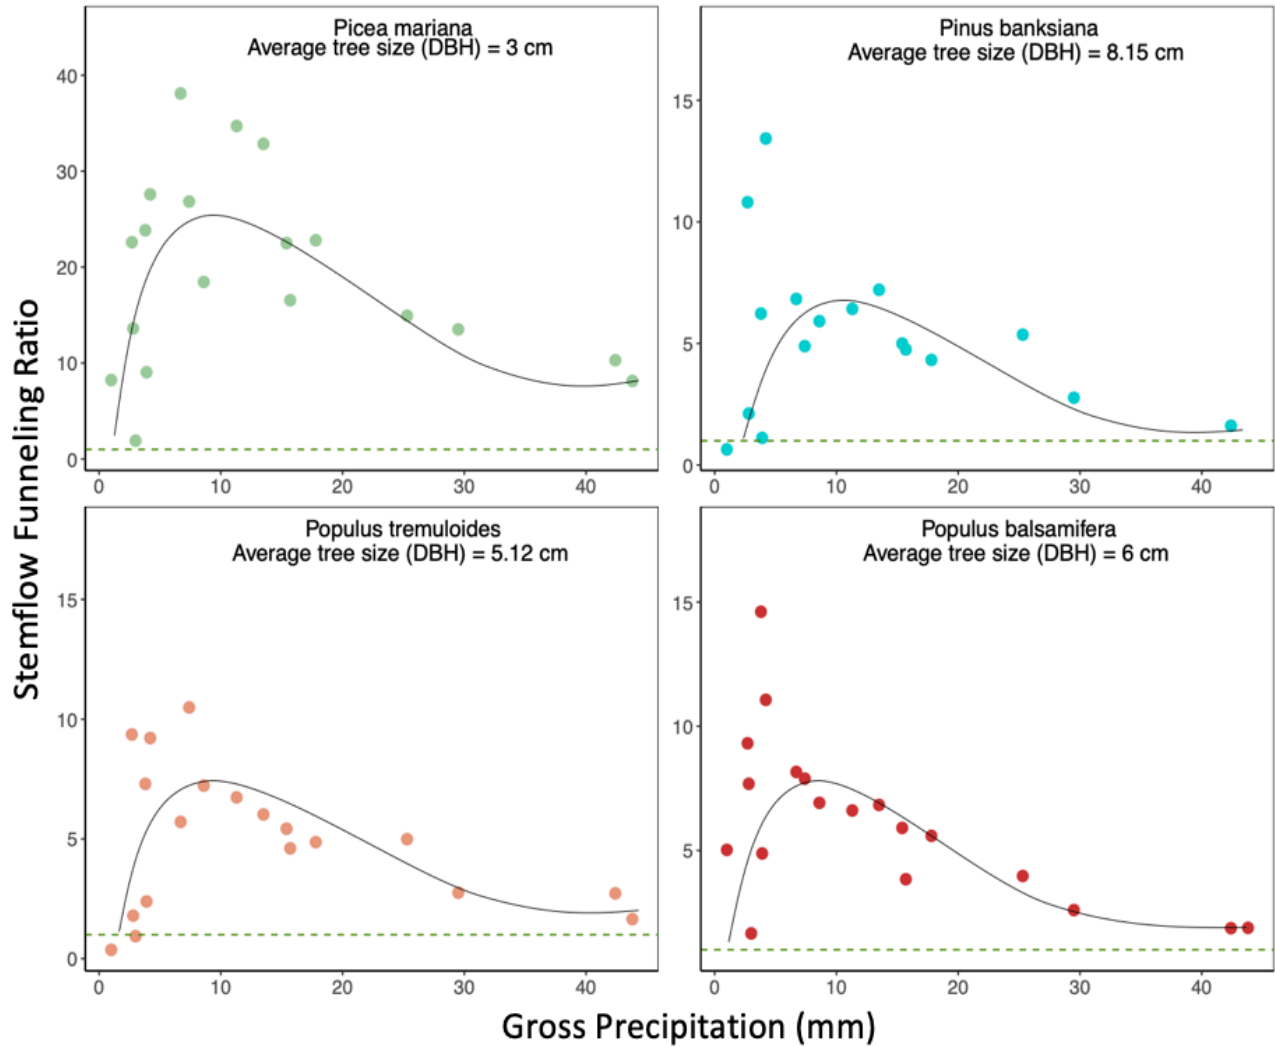 Stemflow Funneling Ratio
Picea mariana
Average tree size (DBH) = 3 cm
40
30
20
10
0
0 10 20 30 40
Pinus banksiana
Average tree size (DBH) = 8.15 cm
15
10
5
0
0 10 20 30 40
Populus tremuloides
Average tree size (DBH) = 5.12 cm
15
10
5
0
0 10 20 30 40
Populus balsamifera
Average tree size (DBH) = 6 cm
15
10
5
0 10 20 30 40
Gross Precipitation (mm)